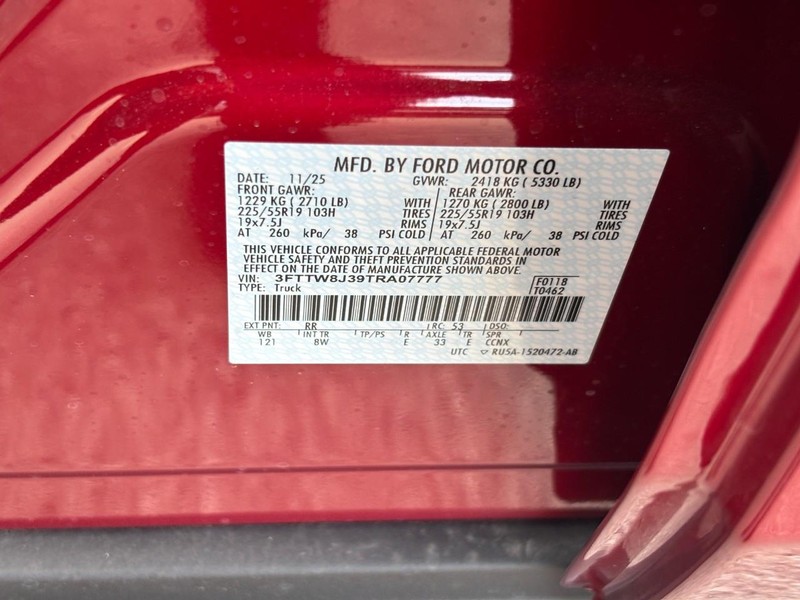 MFD. BY FORD MOTOR CO.
DATE: 11/25 GVWR: 2418 KG ( 5330 LB)
FRONT GAWR: REAR GAWR:
1229 KG ( 2710 LB) WITH 1270 KG ( 2800 LB) WITH
225/55R19 103H TIRES 225/55R19 103H TIRES
19x7.5J RIMS 19x7.5J RIMS
AT 260 kPa/ 38 PSI COLD AT 260 kPa/ 38 PSI COLD
THIS VEHICLE CONFORMS TO ALL APPLICABLE FEDERAL MOTOR
VEHICLE SAFETY AND THEFT PREVENTION STANDARDS IN
EFFECT ON THE DATE OF MANUFACTURE SHOWN ABOVE.
VIN: 3FTTW8J39TRA07777 F0118
TYPE: Truck T0462
EXT PNT: RR RC: 53 DSO:
WB INT TR TP/PS R AXLE TR SPR
121 8W E 33 E CCNX
UTC ▽ RU5A-1520472-AB